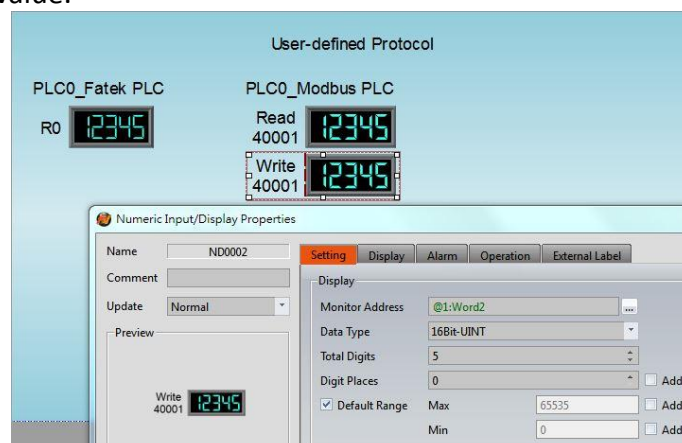 value.
User-defined Protocol
PLC0_Fatek PLC
PLC0_Modbus PLC
R0
12345
Read
40001
12345
Write
40001
12345
Numeric Input/Display Properties
Name
ND0002
Comment
Update
Normal
Preview
Write
40001
12345
Setting
Display
Alarm
Operation
External Label
Display
Monitor Address
@1:Word2
...
Data Type
16Bit-UINT
Total Digits
5
Digit Places
0
Add
Default Range
Max
65535
Add
Min
0
Add